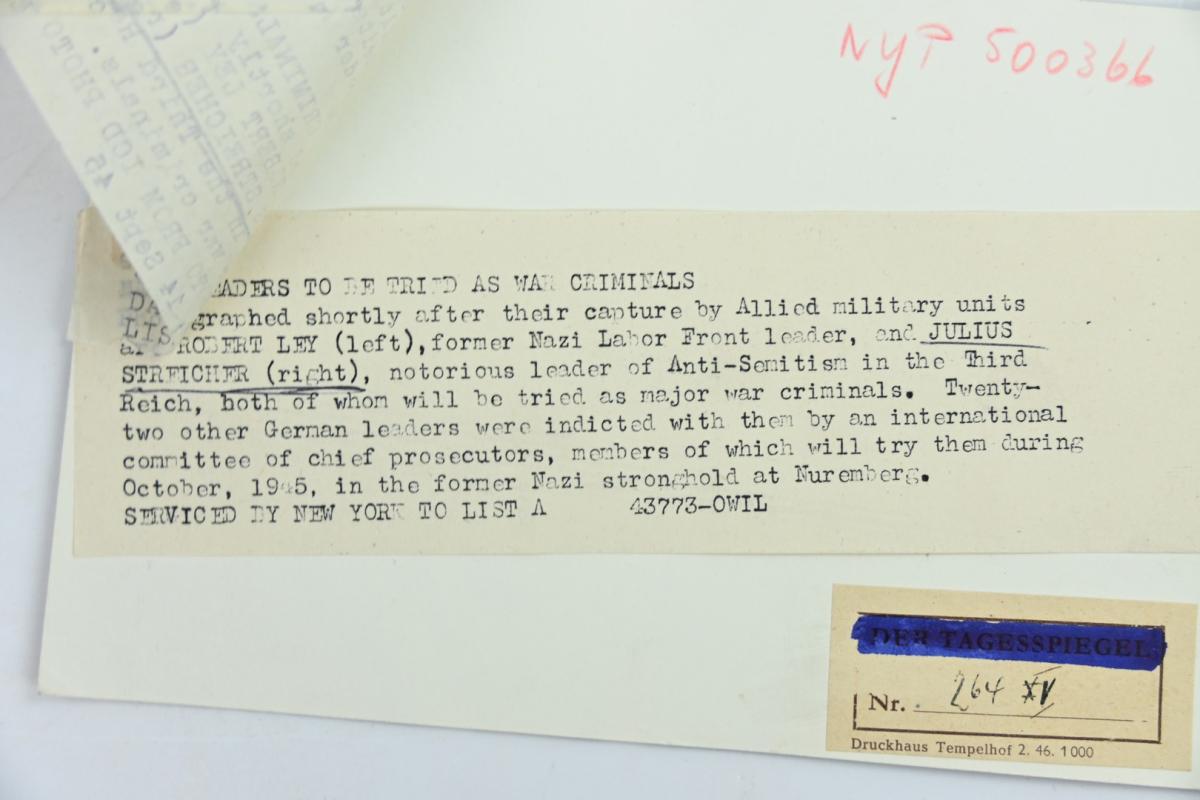 NYP 500366
EADERS TO BE TRIED AS WAR CRIMINALS
graphed shortly after their capture by Allied military units
ROBERT LEY (left), former Nazi Labor Front leader, and JULIUS
STREICHER (right), notorious leader of Anti-Semitism in the Third
Reich, both of whom will be tried as major war criminals. Twenty-
two other German leaders were indicted with them by an international
committee of chief prosecutors, members of which will try them during
October, 1945, in the former Nazi stronghold at Nuremberg.
SERVICED BY NEW YORK TO LIST A 43773-OWIL
DER TAGESSPIEGEL
Nr. 264 XV
Druckhaus Tempelhof 2. 46. 1000